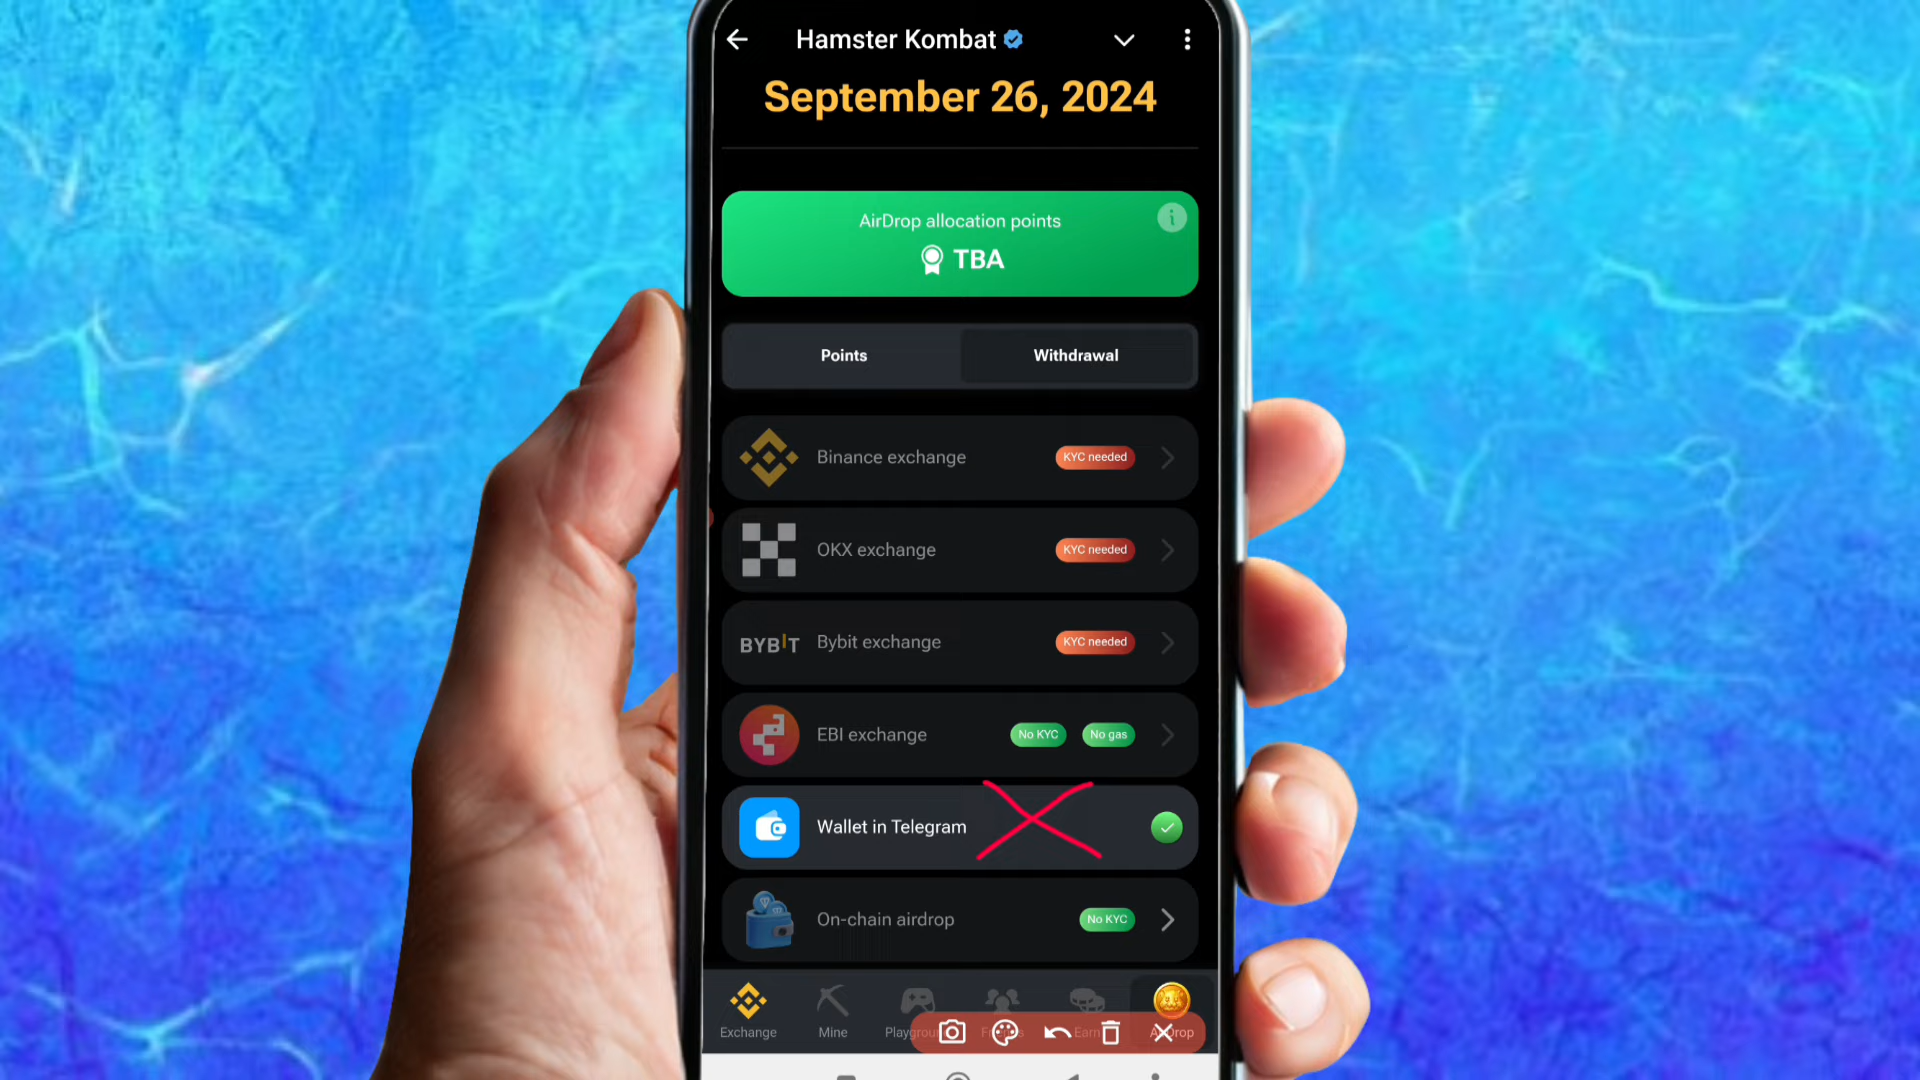 Hamster Kombat
September 26, 2024
AirDrop allocation points
TBA
Points Withdrawal
Binance exchange KYC needed
OKX exchange KYC needed
BYBIT Bybit exchange KYC needed
EBI exchange No KYC No gas
Wallet in Telegram
On-chain airdrop No KYC
Exchange Mine Earn